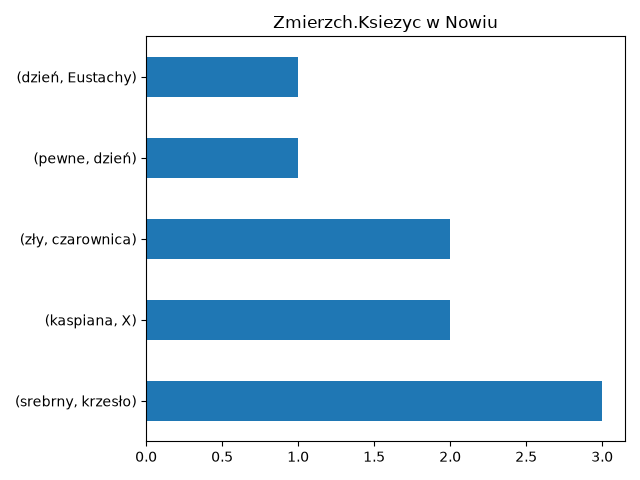 Zmierzch.Ksiezyc w Nowiu
(dzień, Eustachy)
(pewne, dzień)
(zły, czarownica)
(kaspiana, X)
(srebrny, krzesło)
0.0 0.5 1.0 1.5 2.0 2.5 3.0